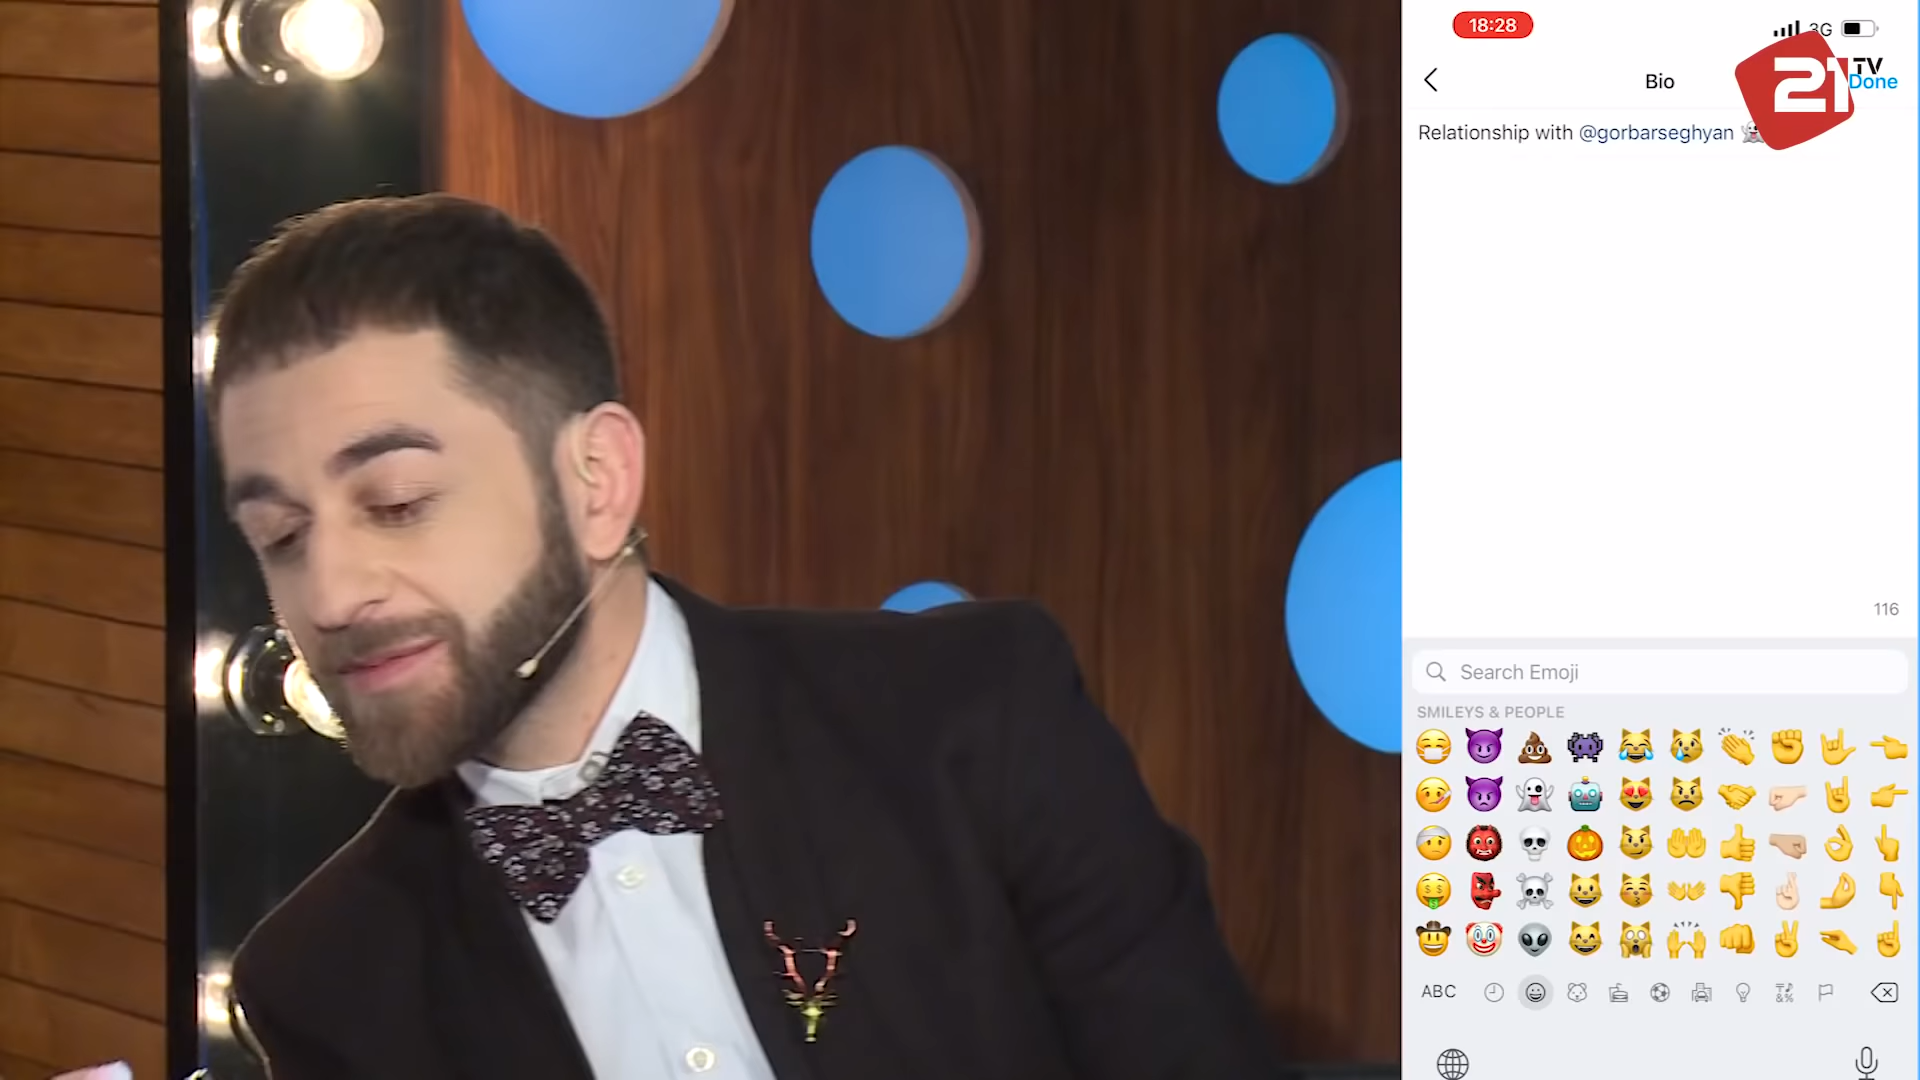 18:28
3G
21 TV
Bio
Done
Relationship with @gorbarseghyan 👻
116
Search Emoji
SMILEYS & PEOPLE
ABC